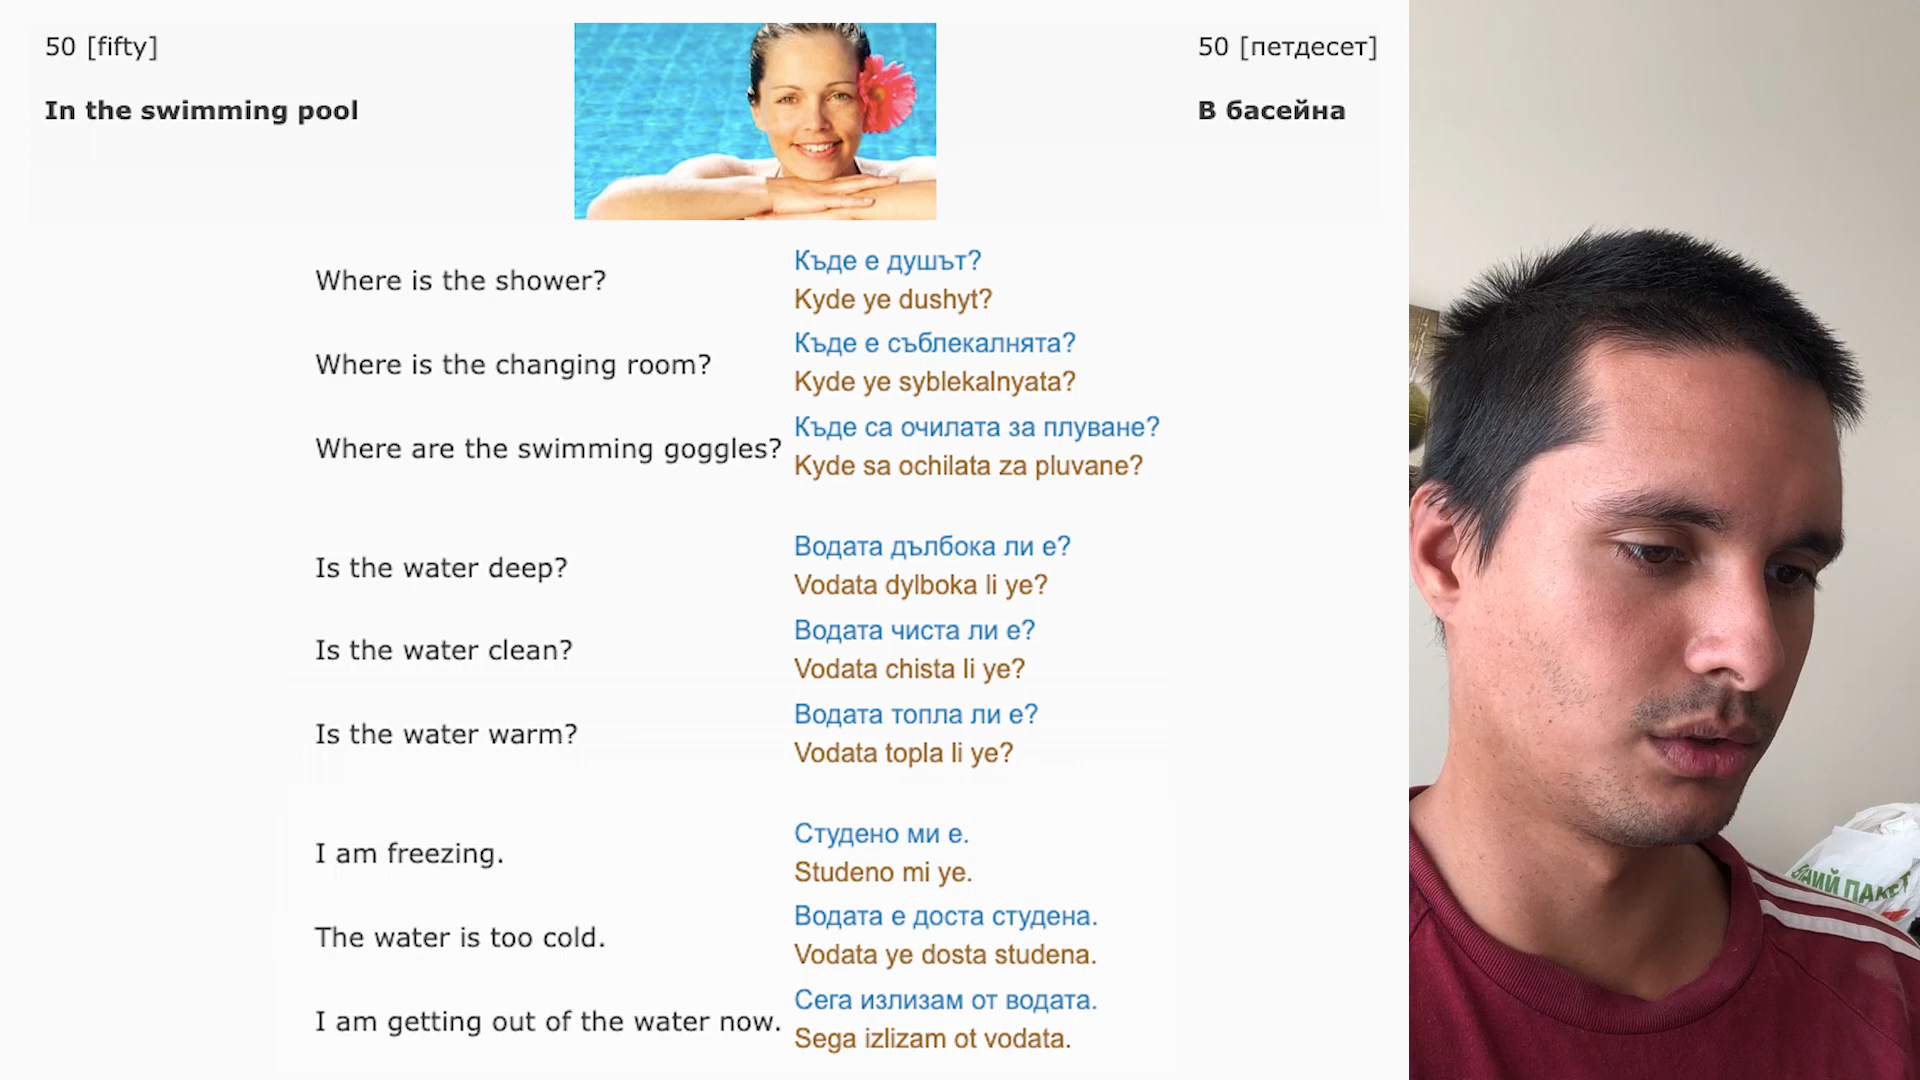 50 [fifty]
50 [петдесет]
In the swimming pool
В басейна
Where is the shower?
Къде е душът?
Kyde ye dushyt?
Where is the changing room?
Къде е съблекалнята?
Kyde ye syblekalnyata?
Where are the swimming goggles?
Къде са очилата за плуване?
Kyde sa ochilata za pluvane?
Is the water deep?
Водата дълбока ли е?
Vodata dylboka li ye?
Is the water clean?
Водата чиста ли е?
Vodata chista li ye?
Is the water warm?
Водата топла ли е?
Vodata topla li ye?
I am freezing.
Студено ми е.
Studeno mi ye.
The water is too cold.
Водата е доста студена.
Vodata ye dosta studena.
I am getting out of the water now.
Сега излизам от водата.
Sega izlizam ot vodata.
ПАКЕТ